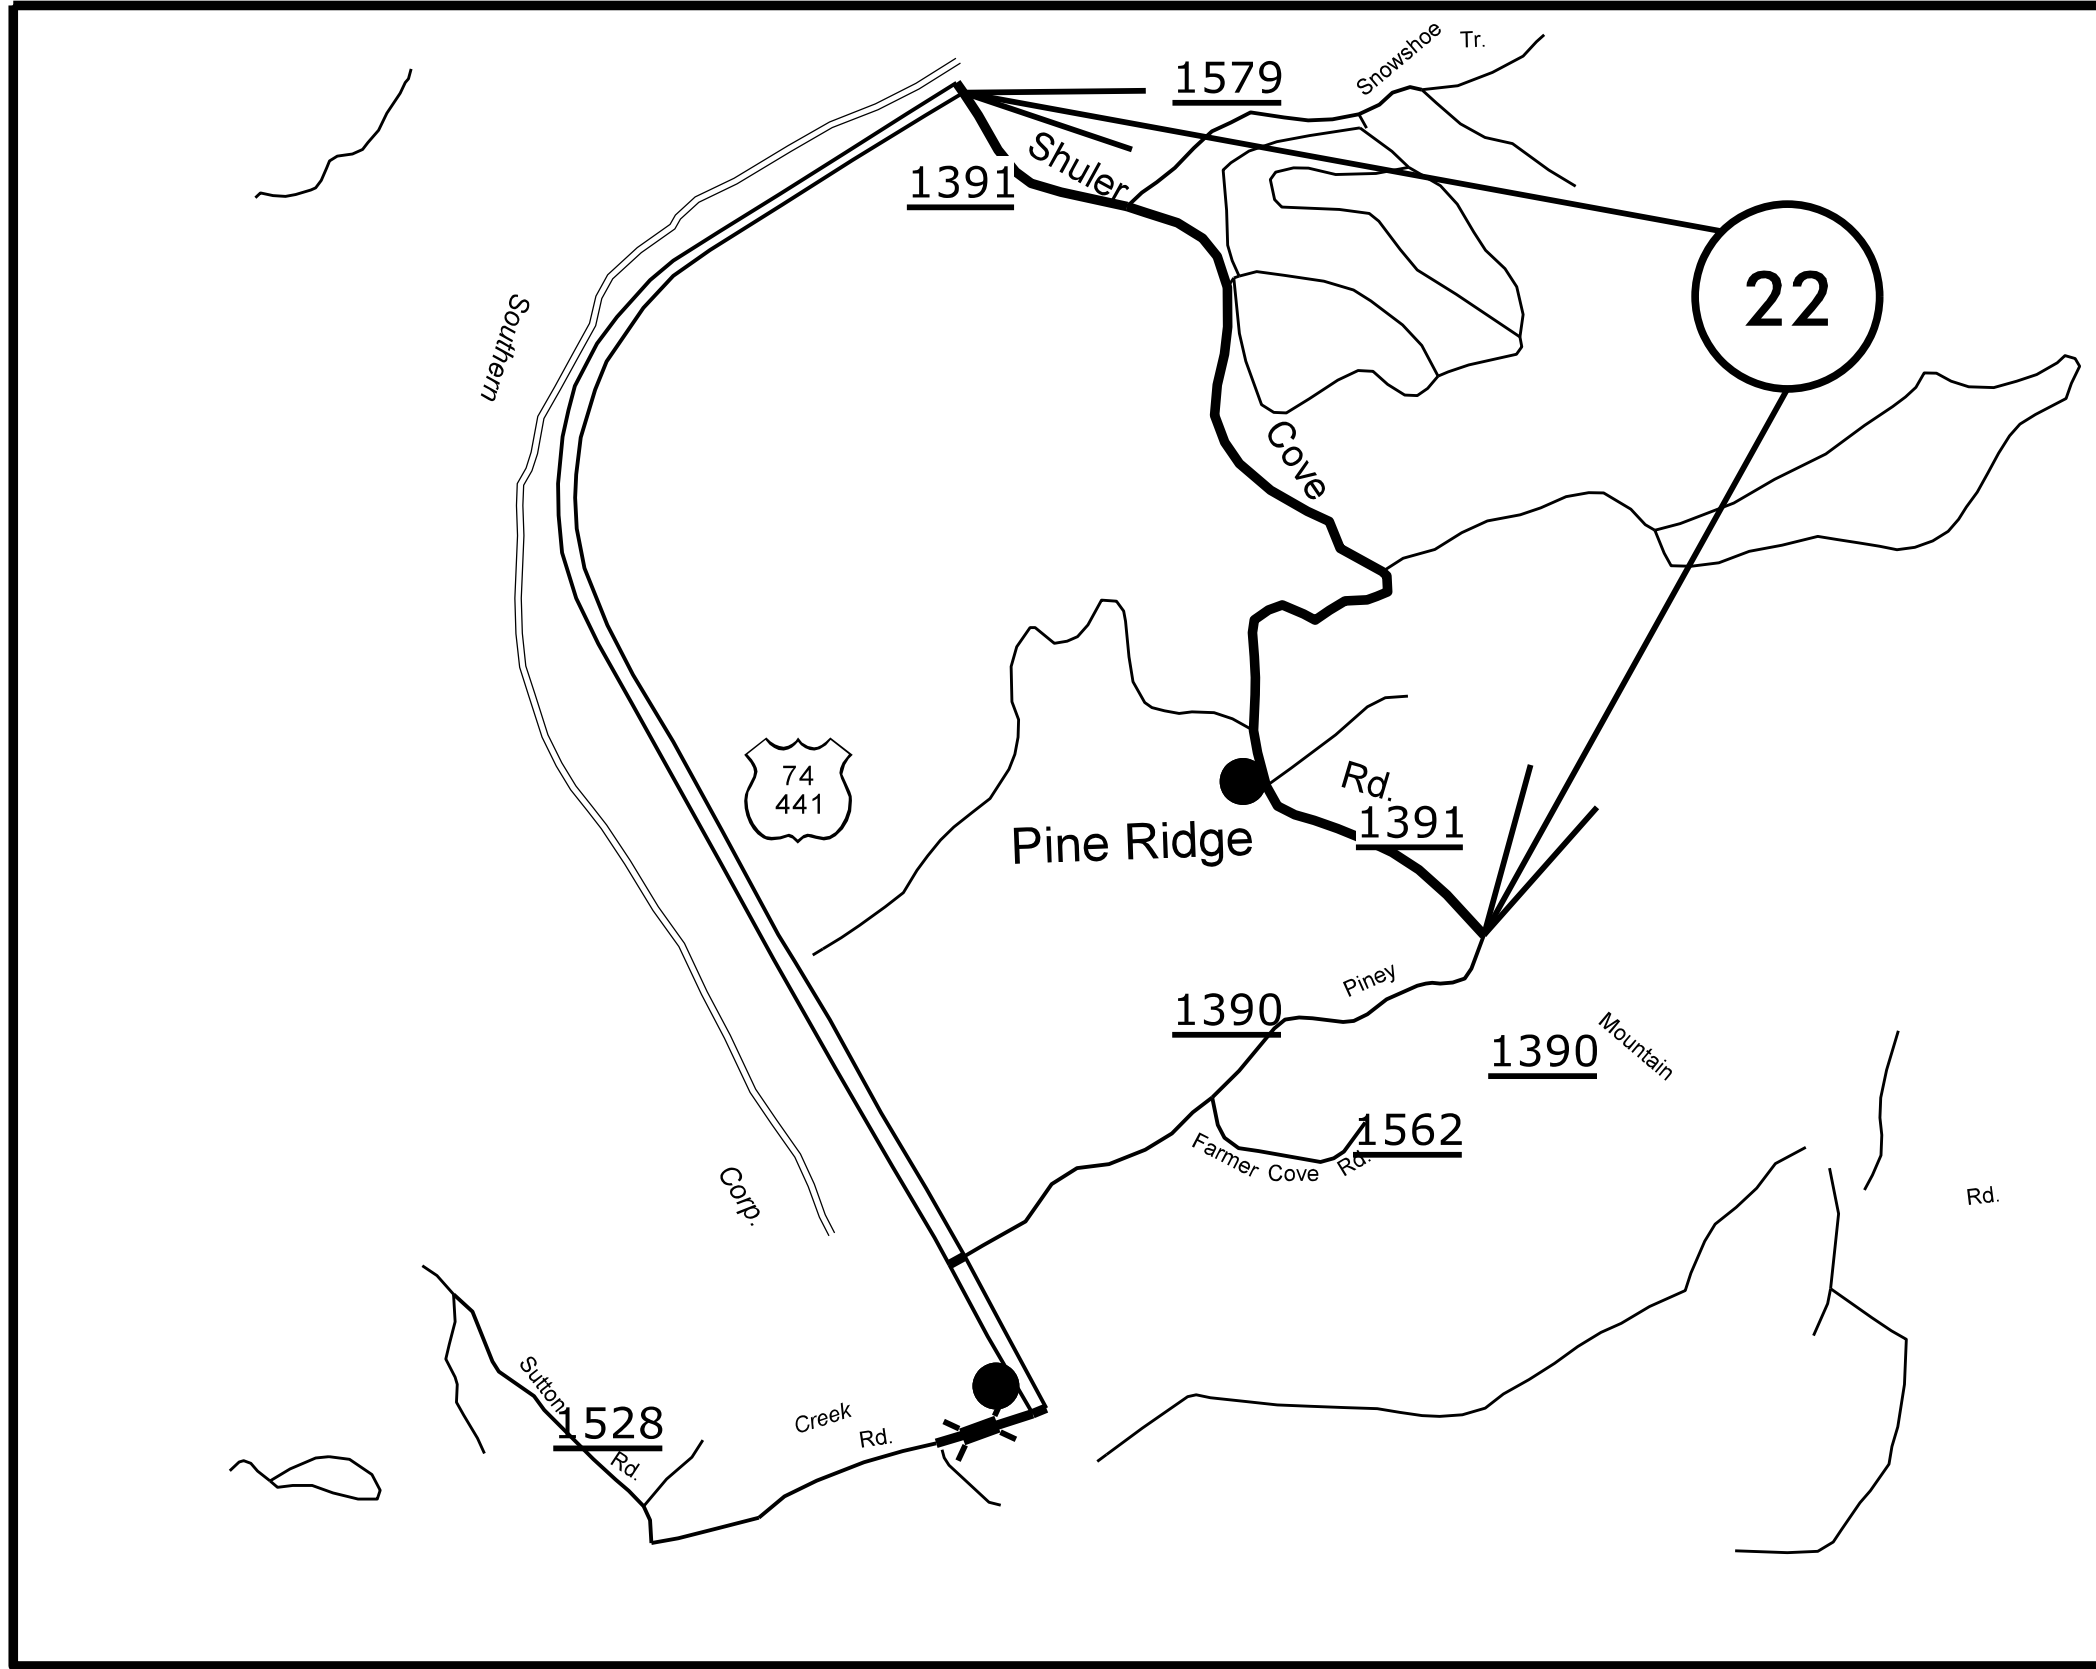 Snowshoe Tr.
1579
Shuler
1391
22
Southern
Cove
74
441
Rd.
1391
Pine Ridge
Piney
1390
Mountain
1390
1562
Farmer Cove Rd.
Corp.
Rd.
Sutton
1528
Rd.
Creek
Rd.